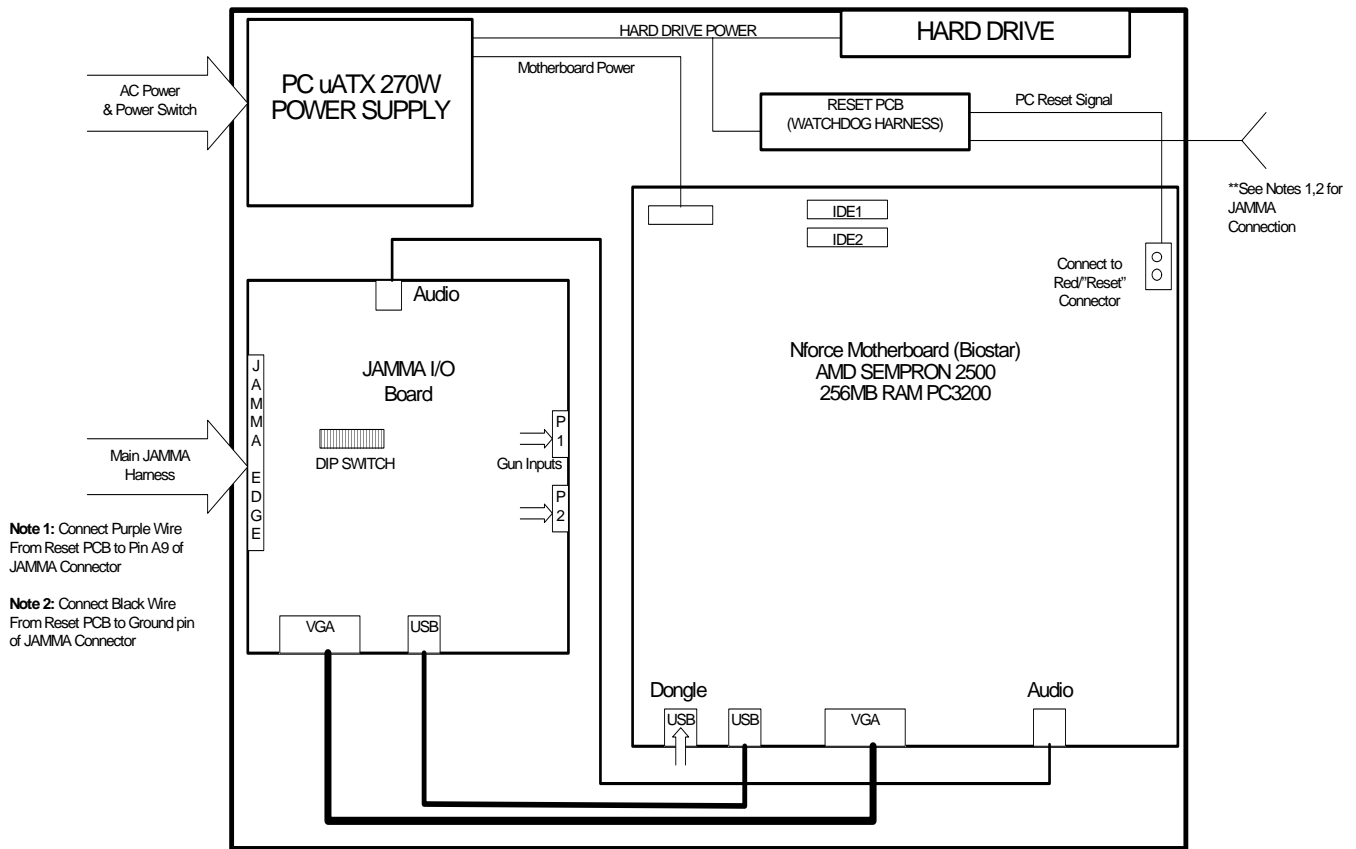 HARD DRIVE POWER
HARD DRIVE
Motherboard Power
PC uATX 270W
POWER SUPPLY
AC Power
& Power Switch
RESET PCB
(WATCHDOG HARNESS)
PC Reset Signal
**See Notes 1,2 for
JAMMA
Connection
IDE1
IDE2
Connect to
Red/"Reset"
Connector
Audio
JAMMA I/O
Board
JAMMA EDGE
DIP SWITCH
P1
Gun Inputs
P2
Nforce Motherboard (Biostar)
AMD SEMPRON 2500
256MB RAM PC3200
Main JAMMA
Harness
Note 1: Connect Purple Wire
From Reset PCB to Pin A9 of
JAMMA Connector
Note 2: Connect Black Wire
From Reset PCB to Ground pin
of JAMMA Connector
VGA
USB
Dongle
USB
USB
VGA
Audio